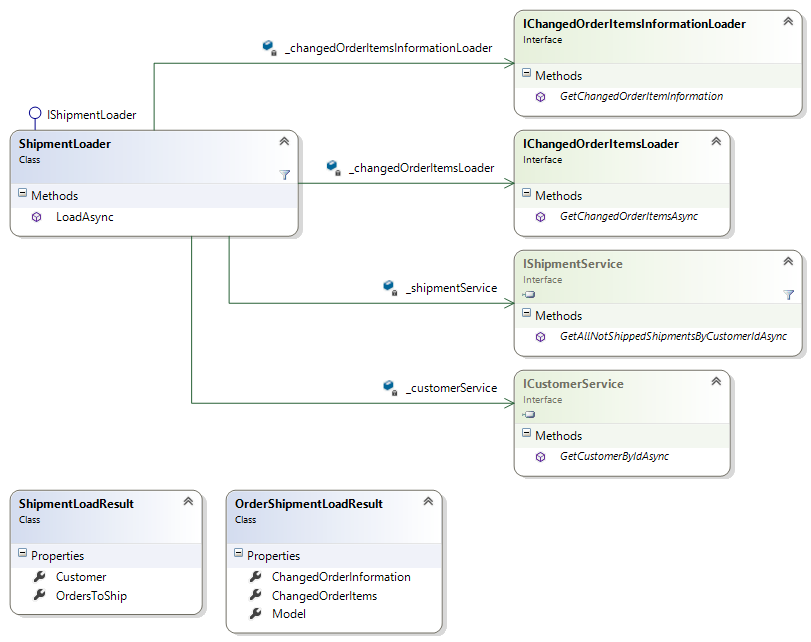 _changedOrderItemsInformationLoader
IChangedOrderItemsInformationLoader
Interface
Methods
GetChangedOrderItemInformation
IShipmentLoader
ShipmentLoader
Class
Methods
LoadAsync
_changedOrderItemsLoader
IChangedOrderItemsLoader
Interface
Methods
GetChangedOrderItemsAsync
_shipmentService
IShipmentService
Interface
Methods
GetAllNotShippedShipmentsByCustomerIdAsync
_customerService
ICustomerService
Interface
Methods
GetCustomerByIdAsync
ShipmentLoadResult
Class
Properties
Customer
OrdersToShip
OrderShipmentLoadResult
Class
Properties
ChangedOrderInformation
ChangedOrderItems
Model